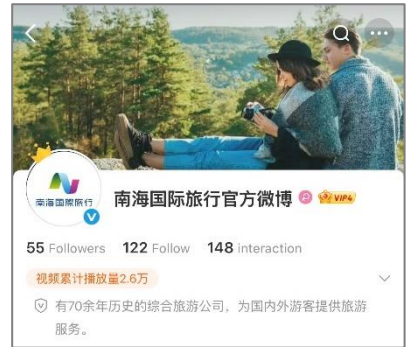 南海國際旅行
南海国际旅行官方微博
VIP4
55 Followers 122 Follow 148 interaction
视频累计播放量2.6万
有70余年历史的综合旅游公司，为国内外游客提供旅游
服务。